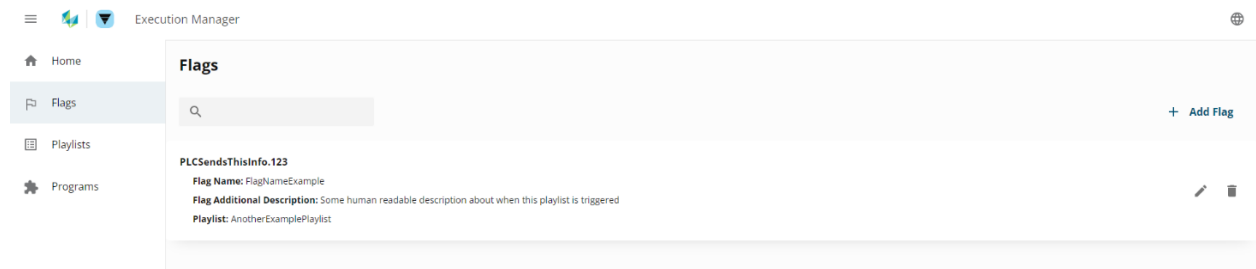 Execution Manager
Home
Flags
Playlists
Programs
Flags
+ Add Flag
PLCSendsThisInfo.123
Flag Name: FlagNameExample
Flag Additional Description: Some human readable description about when this playlist is triggered
Playlist: AnotherExamplePlaylist